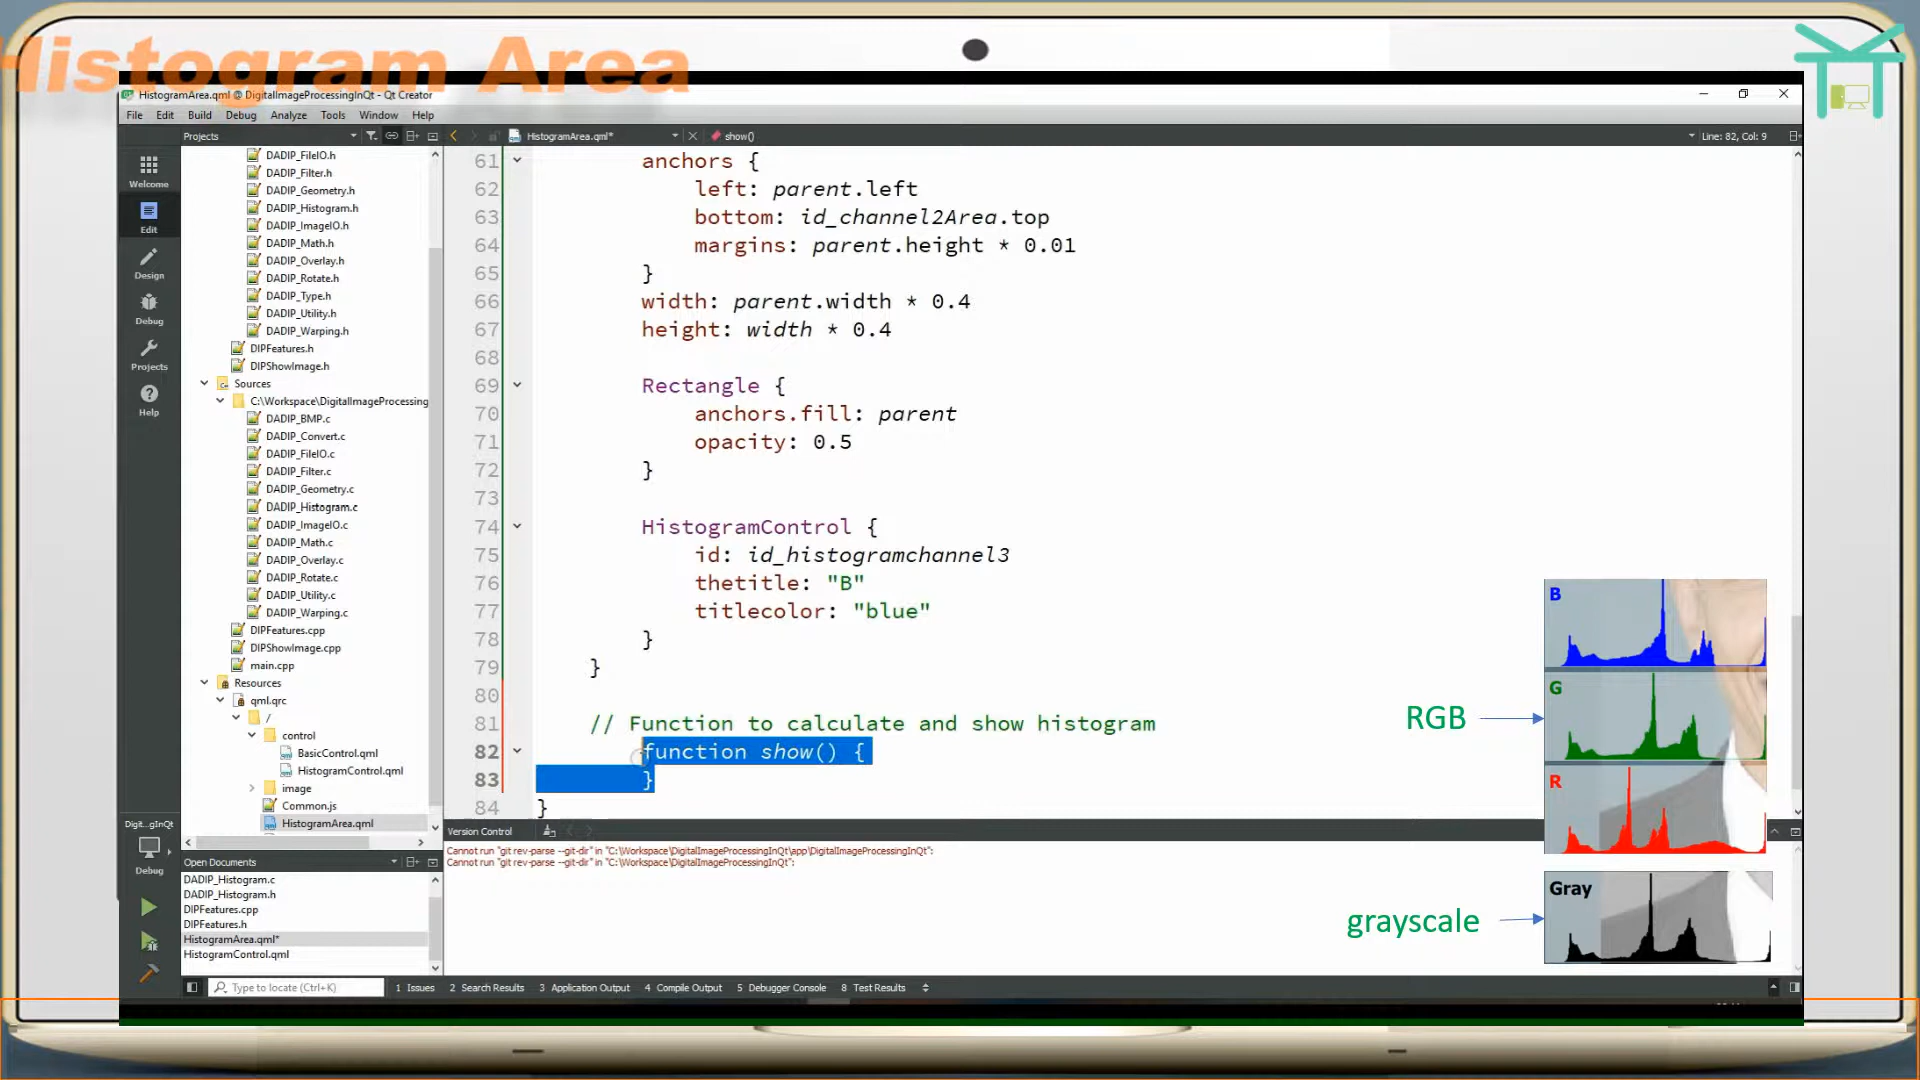 Histogram Area
HistogramArea.qml @ DigitalImageProcessingInQt - Qt Creator
File Edit Build Debug Analyze Tools Window Help
Projects
HistogramArea.qml*
show()
Line: 82, Col: 9
Welcome
Edit
Design
Debug
Projects
Help
DADIP_FileIO.h
DADIP_Filter.h
DADIP_Geometry.h
DADIP_Histogram.h
DADIP_ImageIO.h
DADIP_Math.h
DADIP_Overlay.h
DADIP_Rotate.h
DADIP_Type.h
DADIP_Utility.h
DADIP_Warping.h
DIPFeatures.h
DIPShowImage.h
Sources
C:\Workspace\DigitalImageProcessing
DADIP_BMP.c
DADIP_Convert.c
DADIP_FileIO.c
DADIP_Filter.c
DADIP_Geometry.c
DADIP_Histogram.c
DADIP_ImageIO.c
DADIP_Math.c
DADIP_Overlay.c
DADIP_Rotate.c
DADIP_Utility.c
DADIP_Warping.c
DIPFeatures.cpp
DIPShowImage.cpp
main.cpp
Resources
qml.qrc
/
control
BasicControl.qml
HistogramControl.qml
image
Common.js
HistogramArea.qml
61 anchors {
62 left: parent.left
63 bottom: id_channel2Area.top
64 margins: parent.height * 0.01
65 }
66 width: parent.width * 0.4
67 height: width * 0.4
68
69 Rectangle {
70 anchors.fill: parent
71 opacity: 0.5
72 }
73
74 HistogramControl {
75 id: id_histogramchannel3
76 thetitle: "B"
77 titlecolor: "blue"
78 }
79 }
80
81 // Function to calculate and show histogram
82 function show() {
83 }
84 }
B
G
R
RGB
Gray
grayscale
Digit...gInQt
Debug
Open Documents
DADIP_Histogram.c
DADIP_Histogram.h
DIPFeatures.cpp
DIPFeatures.h
HistogramArea.qml*
HistogramControl.qml
Version Control
Cannot run "git rev-parse --git-dir" in "C:\Workspace\DigitalImageProcessingInQt\app\DigitalImageProcessingInQt":
Cannot run "git rev-parse --git-dir" in "C:\Workspace\DigitalImageProcessingInQt":
Type to locate (Ctrl+K)
1 Issues 2 Search Results 3 Application Output 4 Compile Output 5 Debugger Console 8 Test Results